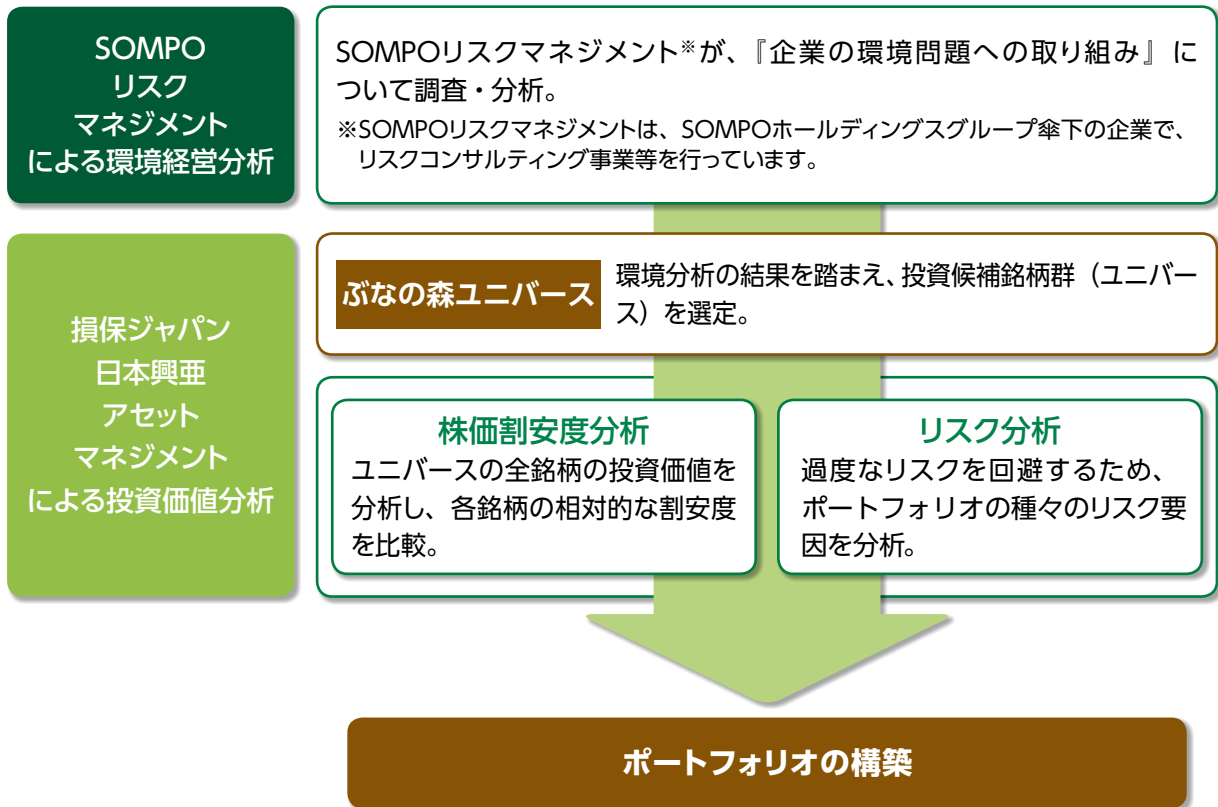 SOMPO
リスク
マネジメント
による環境経営分析
SOMPOリスクマネジメント※が、『企業の環境問題への取り組み』に
ついて調査・分析。
※SOMPOリスクマネジメントは、SOMPOホールディングスグループ傘下の企業で、
リスクコンサルティング事業等を行っています。
損保ジャパン
日本興亜
アセット
マネジメント
による投資価値分析
ぶなの森ユニバース
環境分析の結果を踏まえ、投資候補銘柄群（ユニバー
ス）を選定。
株価割安度分析
ユニバースの全銘柄の投資価値を
分析し、各銘柄の相対的な割安度
を比較。
リスク分析
過度なリスクを回避するため、
ポートフォリオの種々のリスク要
因を分析。
ポートフォリオの構築